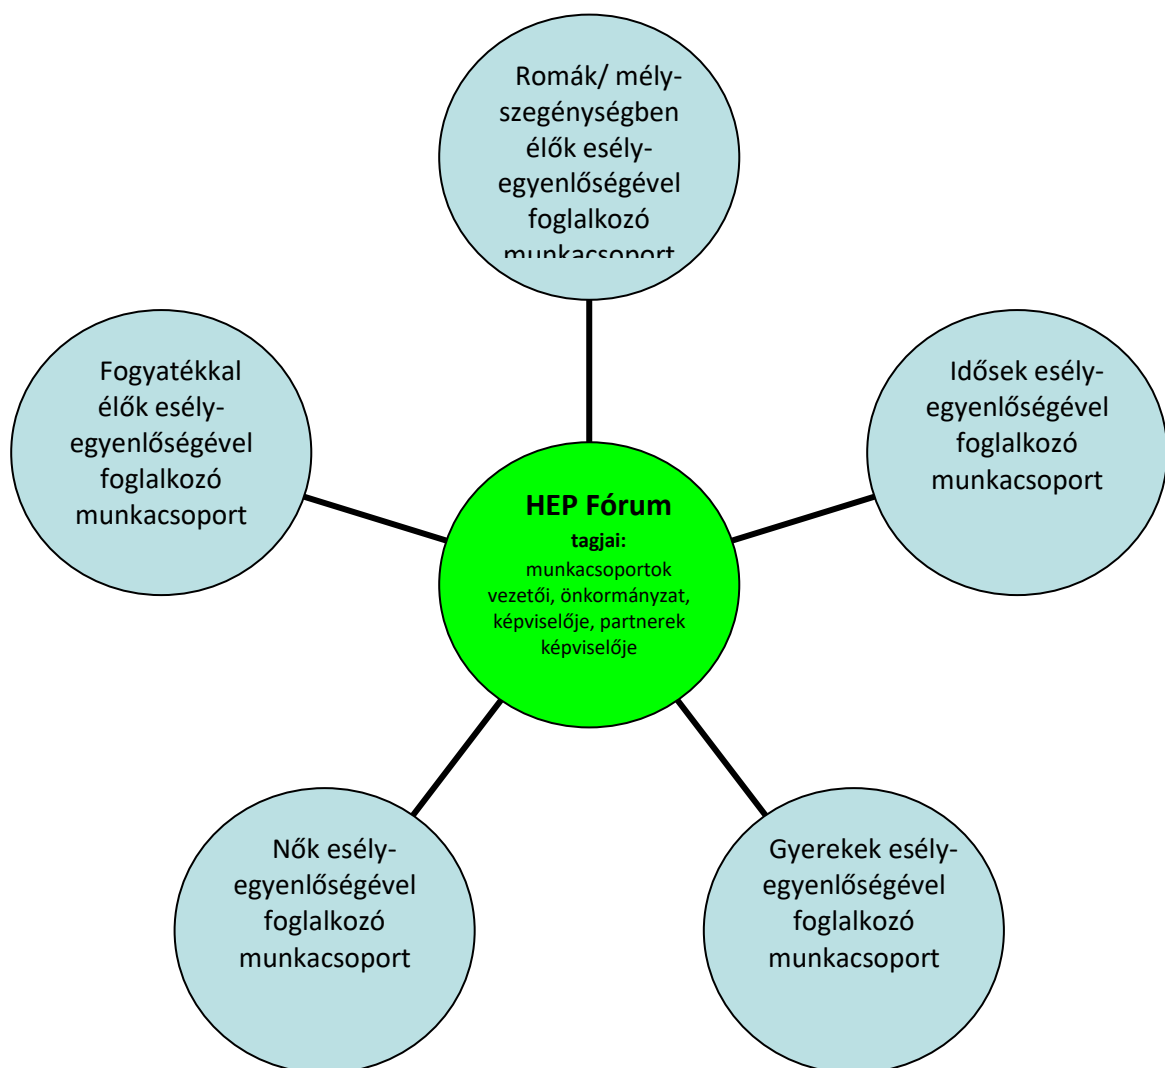 Romák/ mély-
szegénységben
élők esély-
egyenlőségével
foglalkozó
munkacsoport
Fogyatékkal
élők esély-
egyenlőségével
foglalkozó
munkacsoport
Idősek esély-
egyenlőségével
foglalkozó
munkacsoport
HEP Fórum
tagjai:
munkacsoportok
vezetői, önkormányzat,
képviselője, partnerek
képviselője
Nők esély-
egyenlőségével
foglalkozó
munkacsoport
Gyerekek esély-
egyenlőségével
foglalkozó
munkacsoport